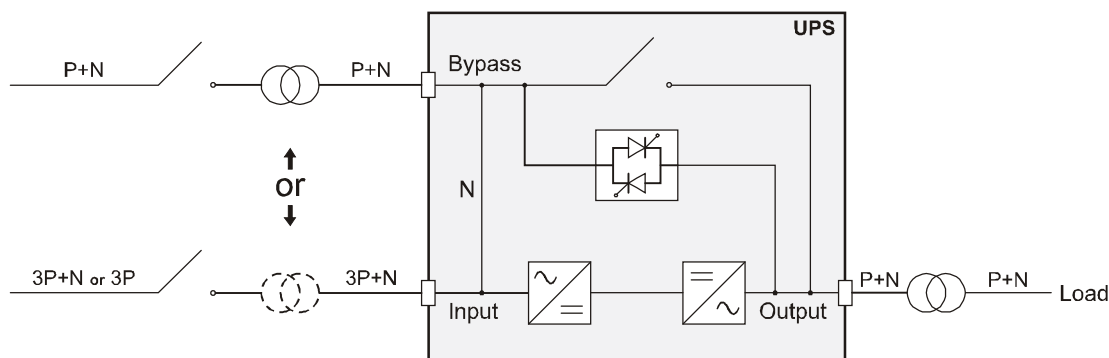 UPS
P+N
P+N
Bypass
or
N
3P+N or 3P
3P+N
Input
Output
P+N
P+N
Load